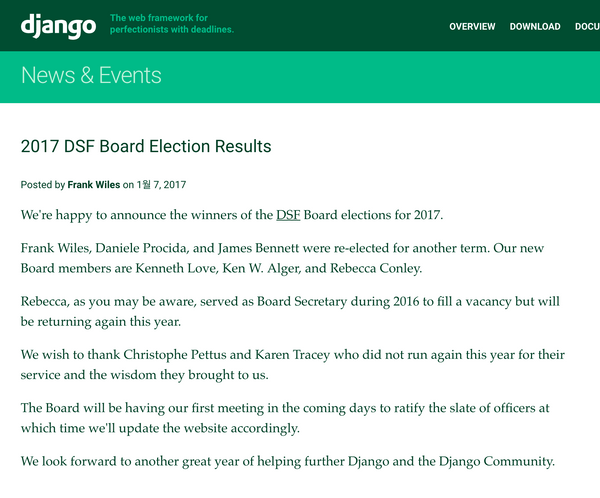 django
The web framework for
perfectionists with deadlines.
OVERVIEW DOWNLOAD DOCU
News & Events
2017 DSF Board Election Results
Posted by Frank Wiles on 1월 7, 2017
We're happy to announce the winners of the DSF Board elections for 2017.
Frank Wiles, Daniele Procida, and James Bennett were re-elected for another term. Our new
Board members are Kenneth Love, Ken W. Alger, and Rebecca Conley.
Rebecca, as you may be aware, served as Board Secretary during 2016 to fill a vacancy but will
be returning again this year.
We wish to thank Christophe Pettus and Karen Tracey who did not run again this year for their
service and the wisdom they brought to us.
The Board will be having our first meeting in the coming days to ratify the slate of officers at
which time we'll update the website accordingly.
We look forward to another great year of helping further Django and the Django Community.